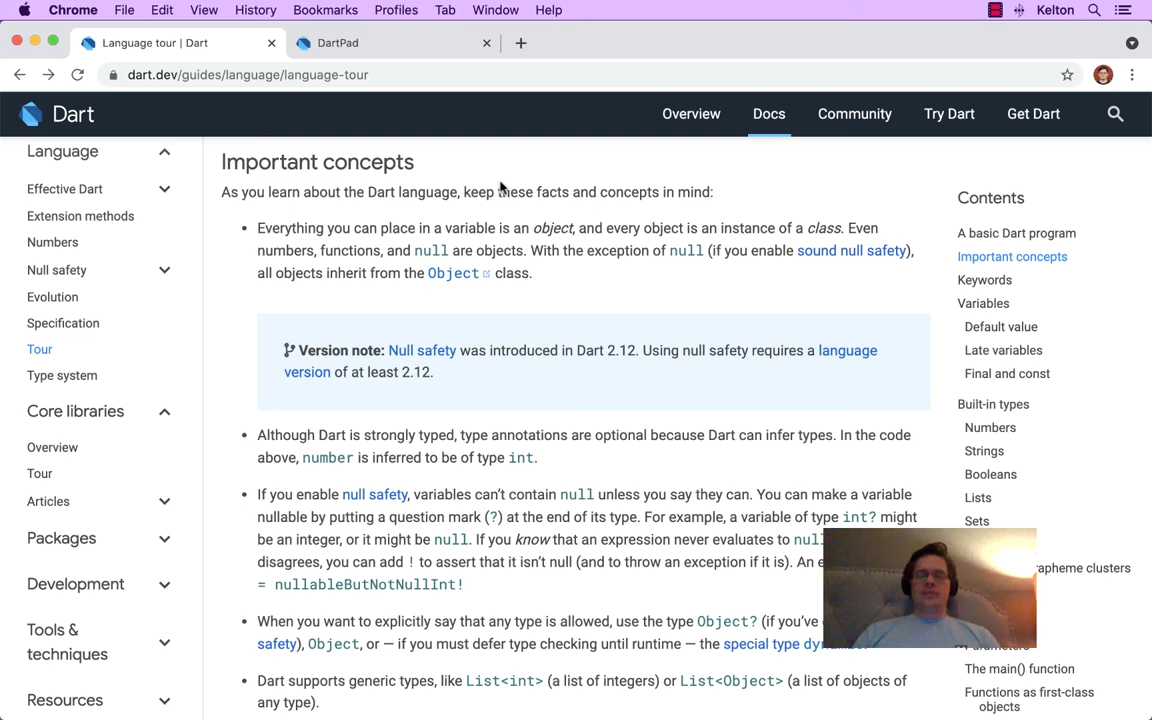 Chrome File Edit View History Bookmarks Profiles Tab Window Help Kelton
Language tour | Dart
DartPad
dart.dev/guides/language/language-tour
Dart
Overview Docs Community Try Dart Get Dart
Language
Effective Dart
Extension methods
Numbers
Null safety
Evolution
Specification
Tour
Type system
Core libraries
Overview
Tour
Articles
Packages
Development
Tools &
techniques
Resources
Important concepts
As you learn about the Dart language, keep these facts and concepts in mind:
• Everything you can place in a variable is an object, and every object is an instance of a class. Even
numbers, functions, and null are objects. With the exception of null (if you enable sound null safety),
all objects inherit from the Object class.
Version note: Null safety was introduced in Dart 2.12. Using null safety requires a language
version of at least 2.12.
• Although Dart is strongly typed, type annotations are optional because Dart can infer types. In the code
above, number is inferred to be of type int.
• If you enable null safety, variables can't contain null unless you say they can. You can make a variable
nullable by putting a question mark (?) at the end of its type. For example, a variable of type int? might
be an integer, or it might be null. If you know that an expression never evaluates to
disagrees, you can add ! to assert that it isn't null (and to throw an exception if it is). An
= nullableButNotNullInt!
• When you want to explicitly say that any type is allowed, use the type Object? (if you've
safety), Object, or — if you must defer type checking until runtime — the special type
• Dart supports generic types, like List<int> (a list of integers) or List<Object> (a list of objects of
any type).
Contents
A basic Dart program
Important concepts
Keywords
Variables
Default value
Late variables
Final and const
Built-in types
Numbers
Strings
Booleans
Lists
Sets
clusters
The main() function
Functions as first-class
objects